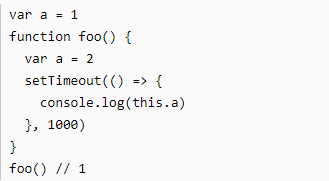 var a = 1
function foo() {
  var a = 2
  setTimeout(() => {
    console.log(this.a)
  }, 1000)
}
foo() // 1